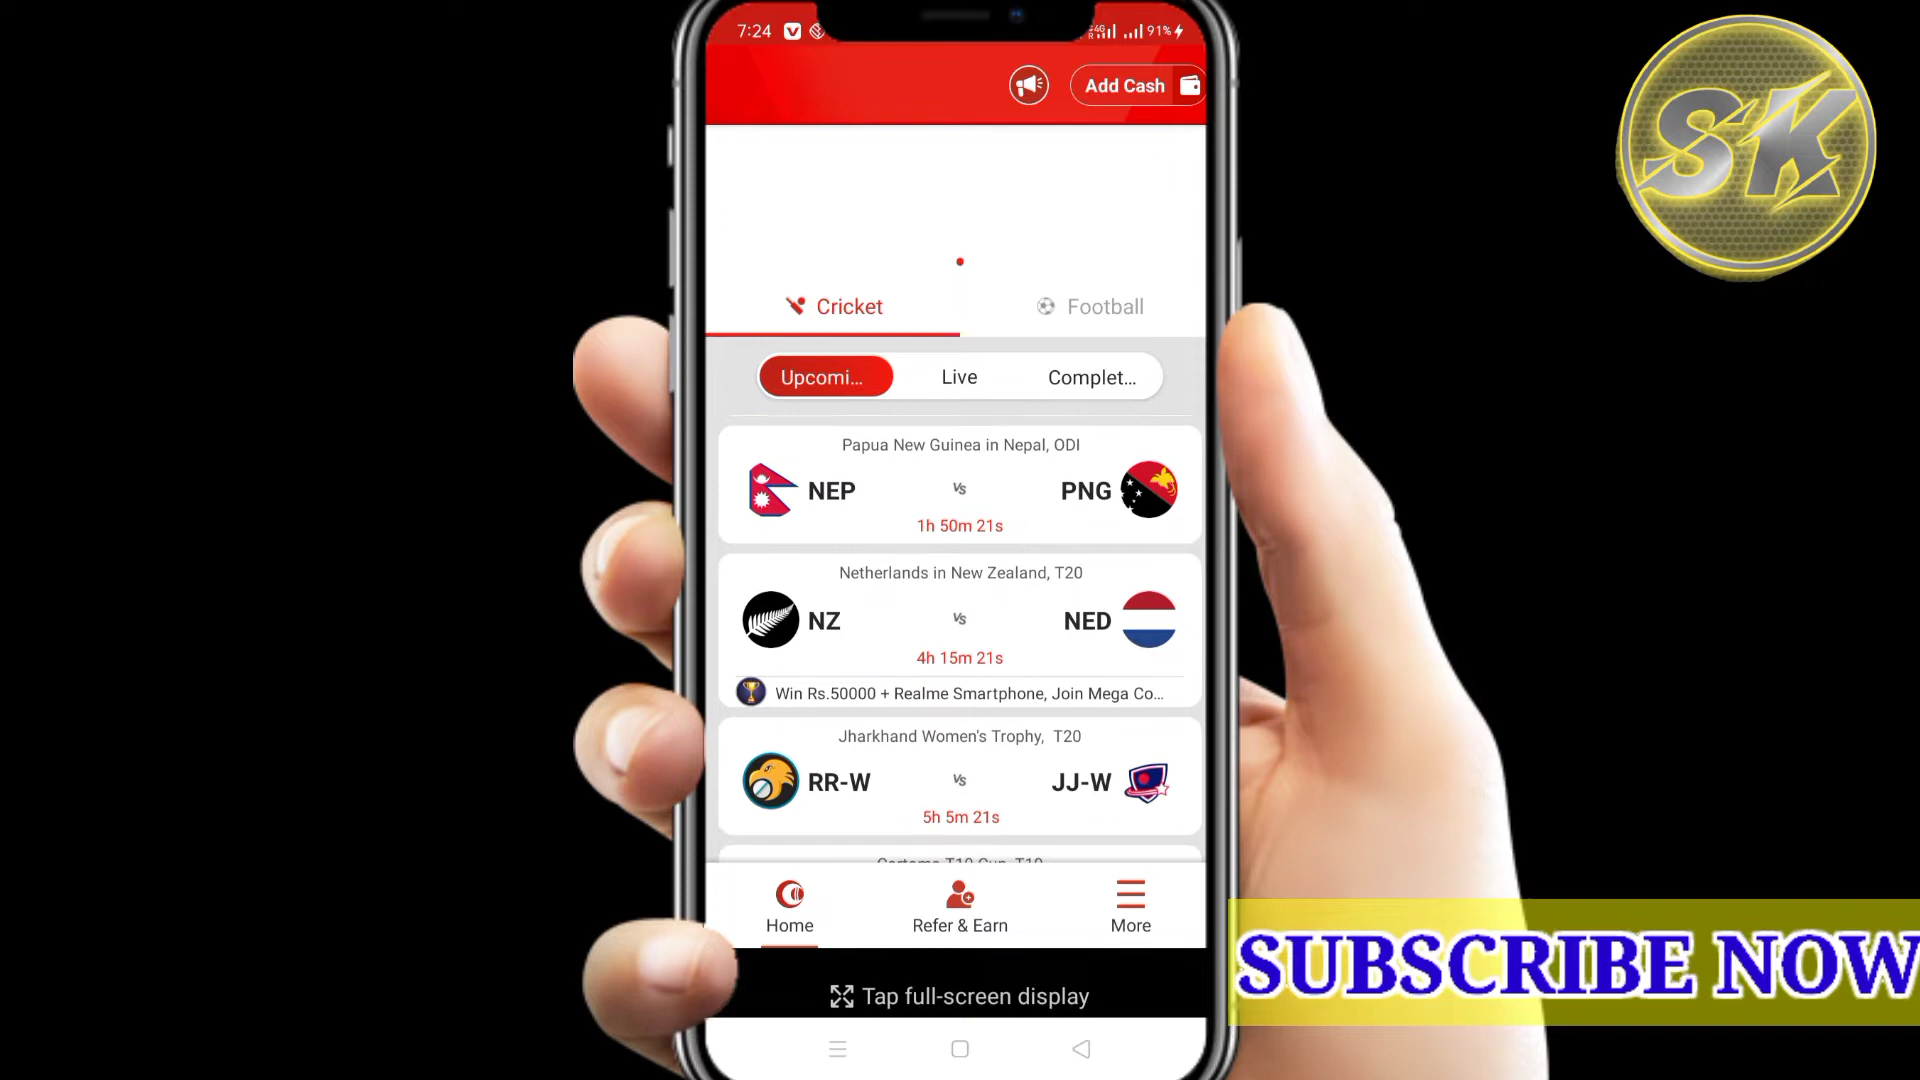 7:24
91%
Add Cash
SK
Cricket
Football
Upcomi...
Live
Complet...
Papua New Guinea in Nepal, ODI
NEP
VS
PNG
1h 50m 21s
Netherlands in New Zealand, T20
NZ
VS
NED
4h 15m 21s
Win Rs.50000 + Realme Smartphone, Join Mega Co...
Jharkhand Women's Trophy, T20
RR-W
VS
JJ-W
5h 5m 21s
Home
Refer & Earn
More
SUBSCRIBE NOW
Tap full-screen display